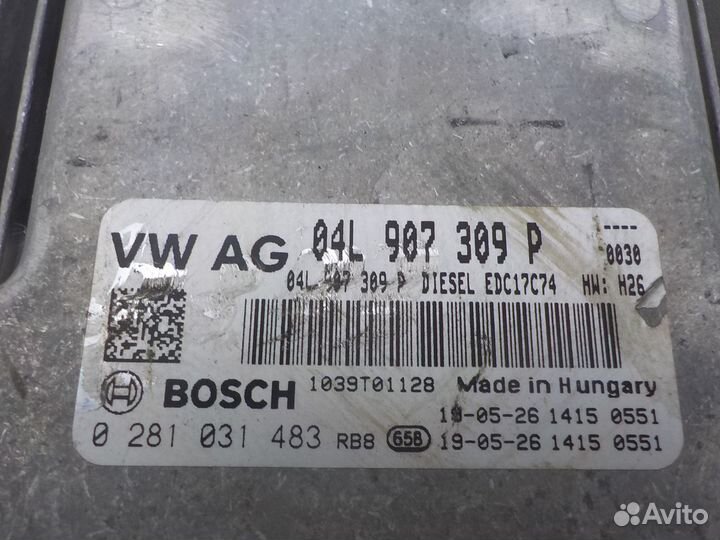 VW AG 04L 907 309 P ----
0030
04L 907 309 P DIESEL EDC17C74 HW: H26
BOSCH 1039T01128 Made in Hungary
19-05-26 1415 0551
0 281 031 483 RB8 658 19-05-26 1415 0551
Avito